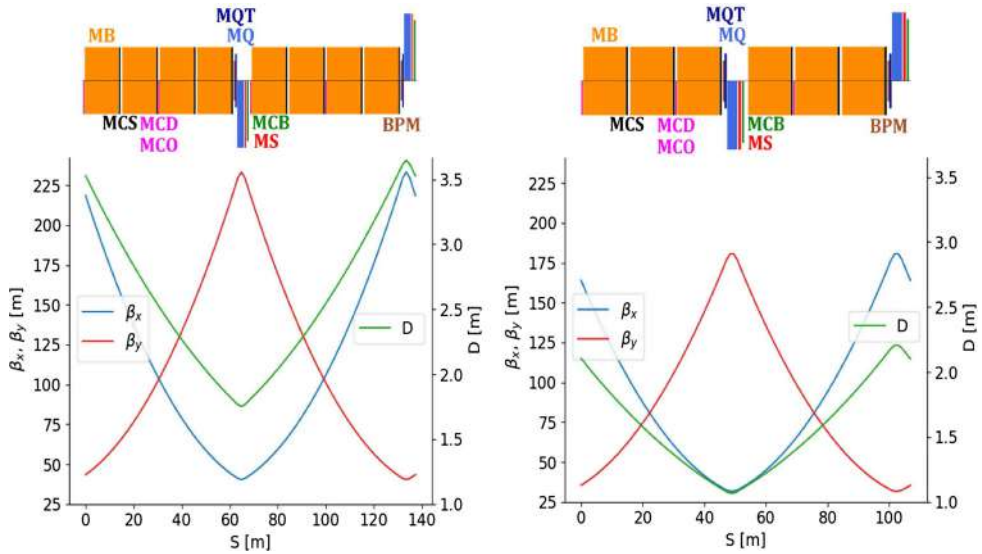 MQT
MB
MQ
MCS
MCD
MCB
BPM
MCO
MS
225
200
175
150
125
100
75
50
25
βx, βy [m]
βx
βy
D
3.5
3.0
2.5
2.0
1.5
1.0
D [m]
0 20 40 60 80 100 120 140
S [m]
MQT
MB
MQ
MCS
MCD
MCB
BPM
MCO
MS
225
200
175
150
125
100
75
50
25
βx, βy [m]
βx
βy
D
3.5
3.0
2.5
2.0
1.5
1.0
D [m]
0 20 40 60 80 100
S [m]